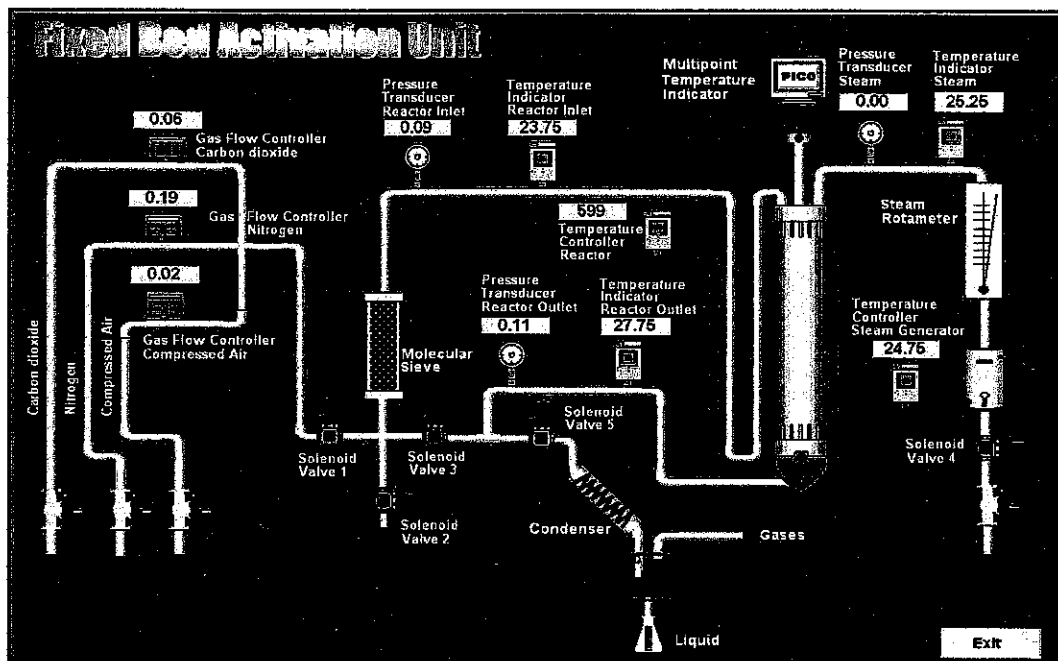 Fixed Bed Activation Unit
0.06
Gas Flow Controller
Carbon dioxide
0.19
Gas Flow Controller
Nitrogen
0.02
Gas Flow Controller
Compressed Air
Carbon dioxide
Nitrogen
Compressed Air
Pressure
Transducer
Reactor Inlet
0.09
Temperature
Indicator
Reactor Inlet
23.75
Multipoint
Temperature
Indicator
PICO
Pressure
Transducer
Steam
0.00
Temperature
Indicator
Steam
25.25
Steam
Rotameter
599
Temperature
Controller
Reactor
Pressure
Transducer
Reactor Outlet
0.11
Temperature
Indicator
Reactor Outlet
27.75
Temperature
Controller
Steam Generator
24.75
Molecular
Sieve
Solenoid
Valve 1
Solenoid
Valve 3
Solenoid
Valve 5
Solenoid
Valve 4
Solenoid
Valve 2
Condenser
Gases
Liquid
Exit